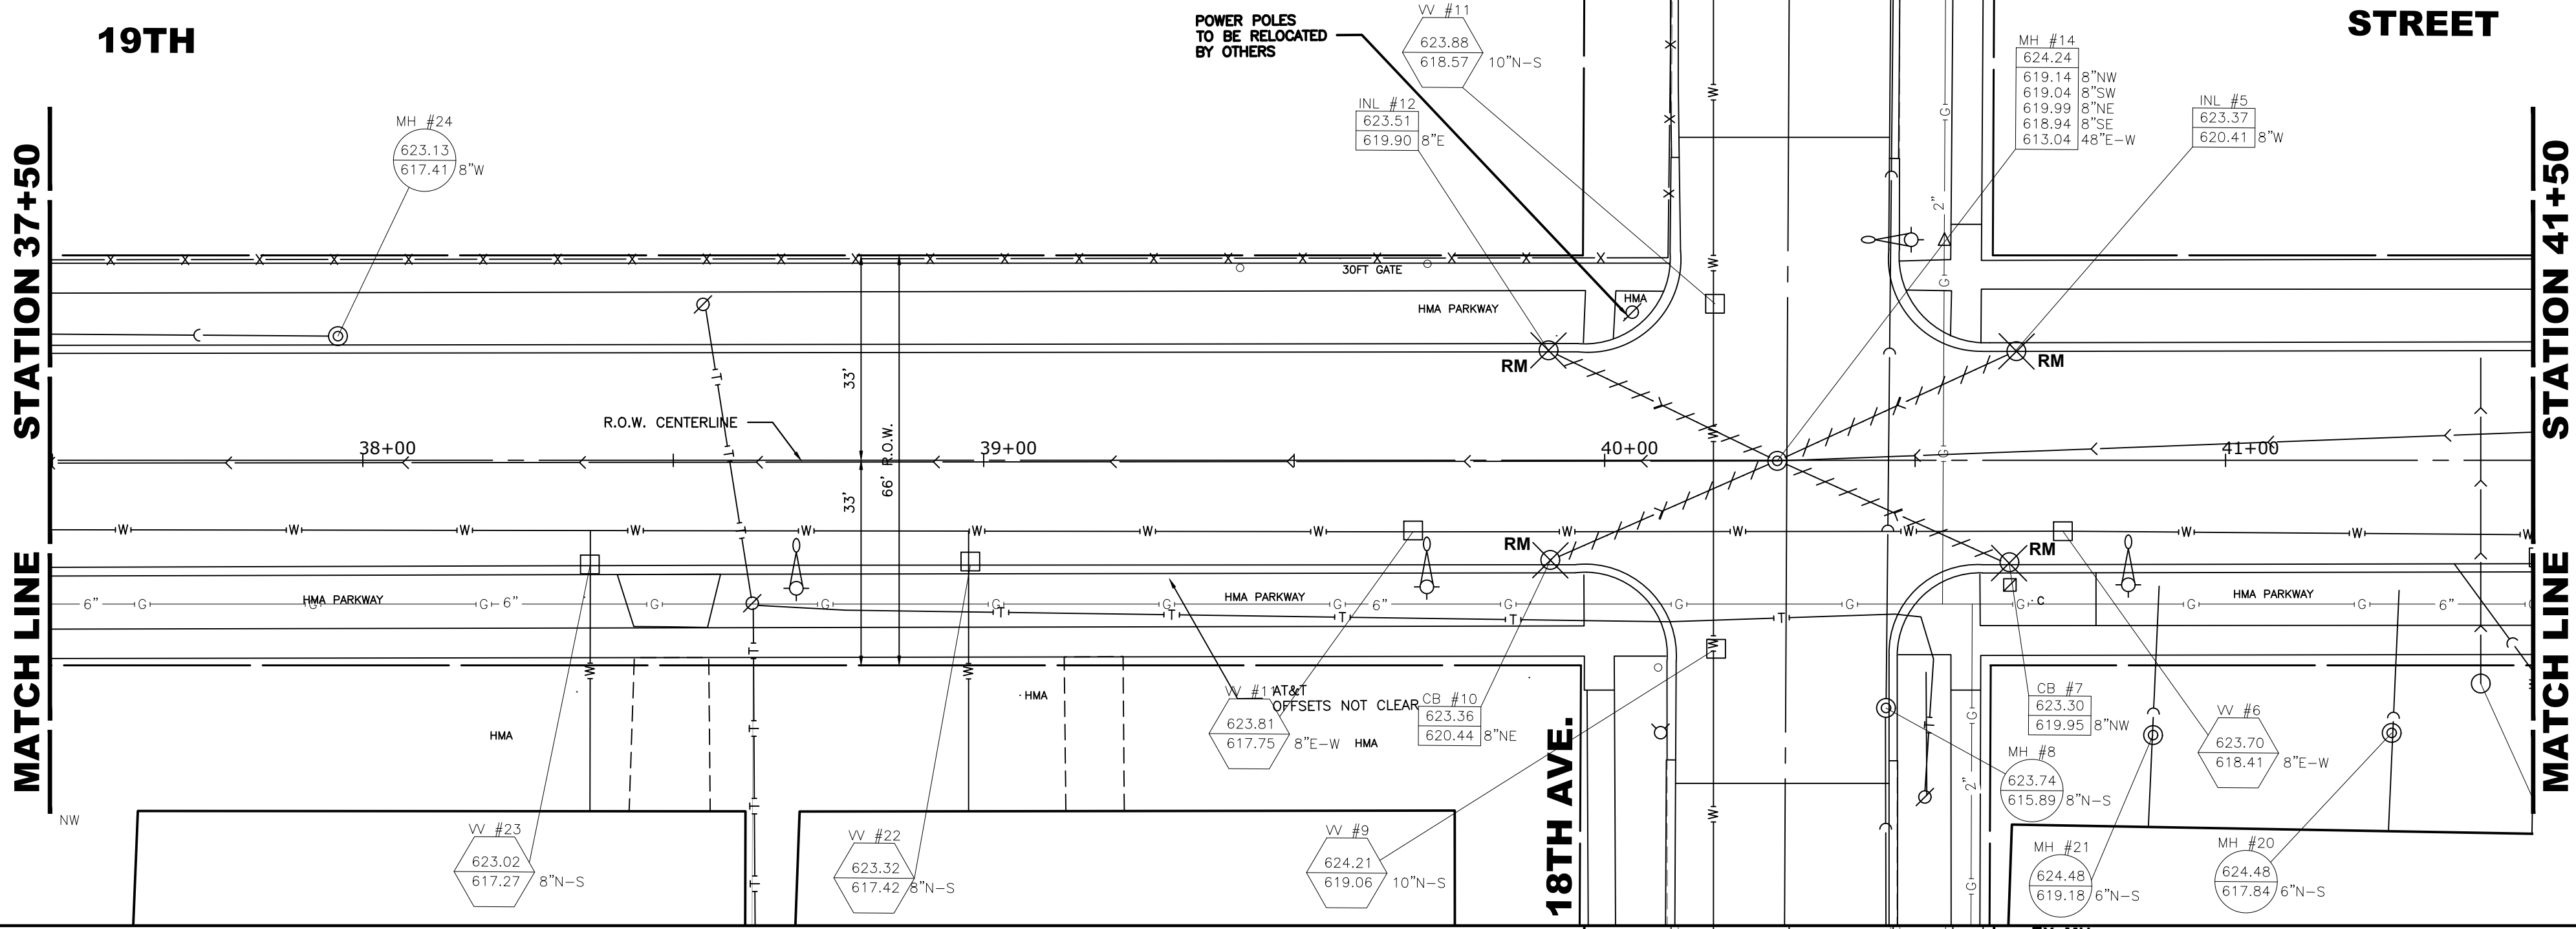 19TH
STREET
POWER POLES
TO BE RELOCATED
BY OTHERS
VV #11
623.88
618.57 10"N-S
INL #12
623.51
619.90 8"E
MH #14
624.24
619.14 8"NW
619.04 8"SW
619.99 8"NE
618.94 8"SE
613.04 48"E-W
INL #5
623.37
620.41 8"W
MH #24
623.13
617.41 8"W
STATION 37+50
STATION 41+50
30FT GATE
HMA
HMA PARKWAY
2"
RM
RM
33'
R.O.W. CENTERLINE
66' R.O.W.
38+00
39+00
40+00
41+00
33'
RM
RM
6"
HMA PARKWAY
6"
HMA PARKWAY
6"
C
HMA PARKWAY
6"
MATCH LINE
MATCH LINE
HMA
HMA
VV #11
623.81
617.75 8"E-W
AT&T
OFFSETS NOT CLEAR
HMA
CB #10
623.36
620.44 8"NE
18TH AVE.
CB #7
623.30
619.95 8"NW
MH #8
623.74
615.89 8"N-S
VV #6
623.70
618.41 8"E-W
2"
NW
VV #23
623.02
617.27 8"N-S
VV #22
623.32
617.42 8"N-S
VV #9
624.21
619.06 10"N-S
MH #21
624.48
619.18 6"N-S
MH #20
624.48
617.84 6"N-S